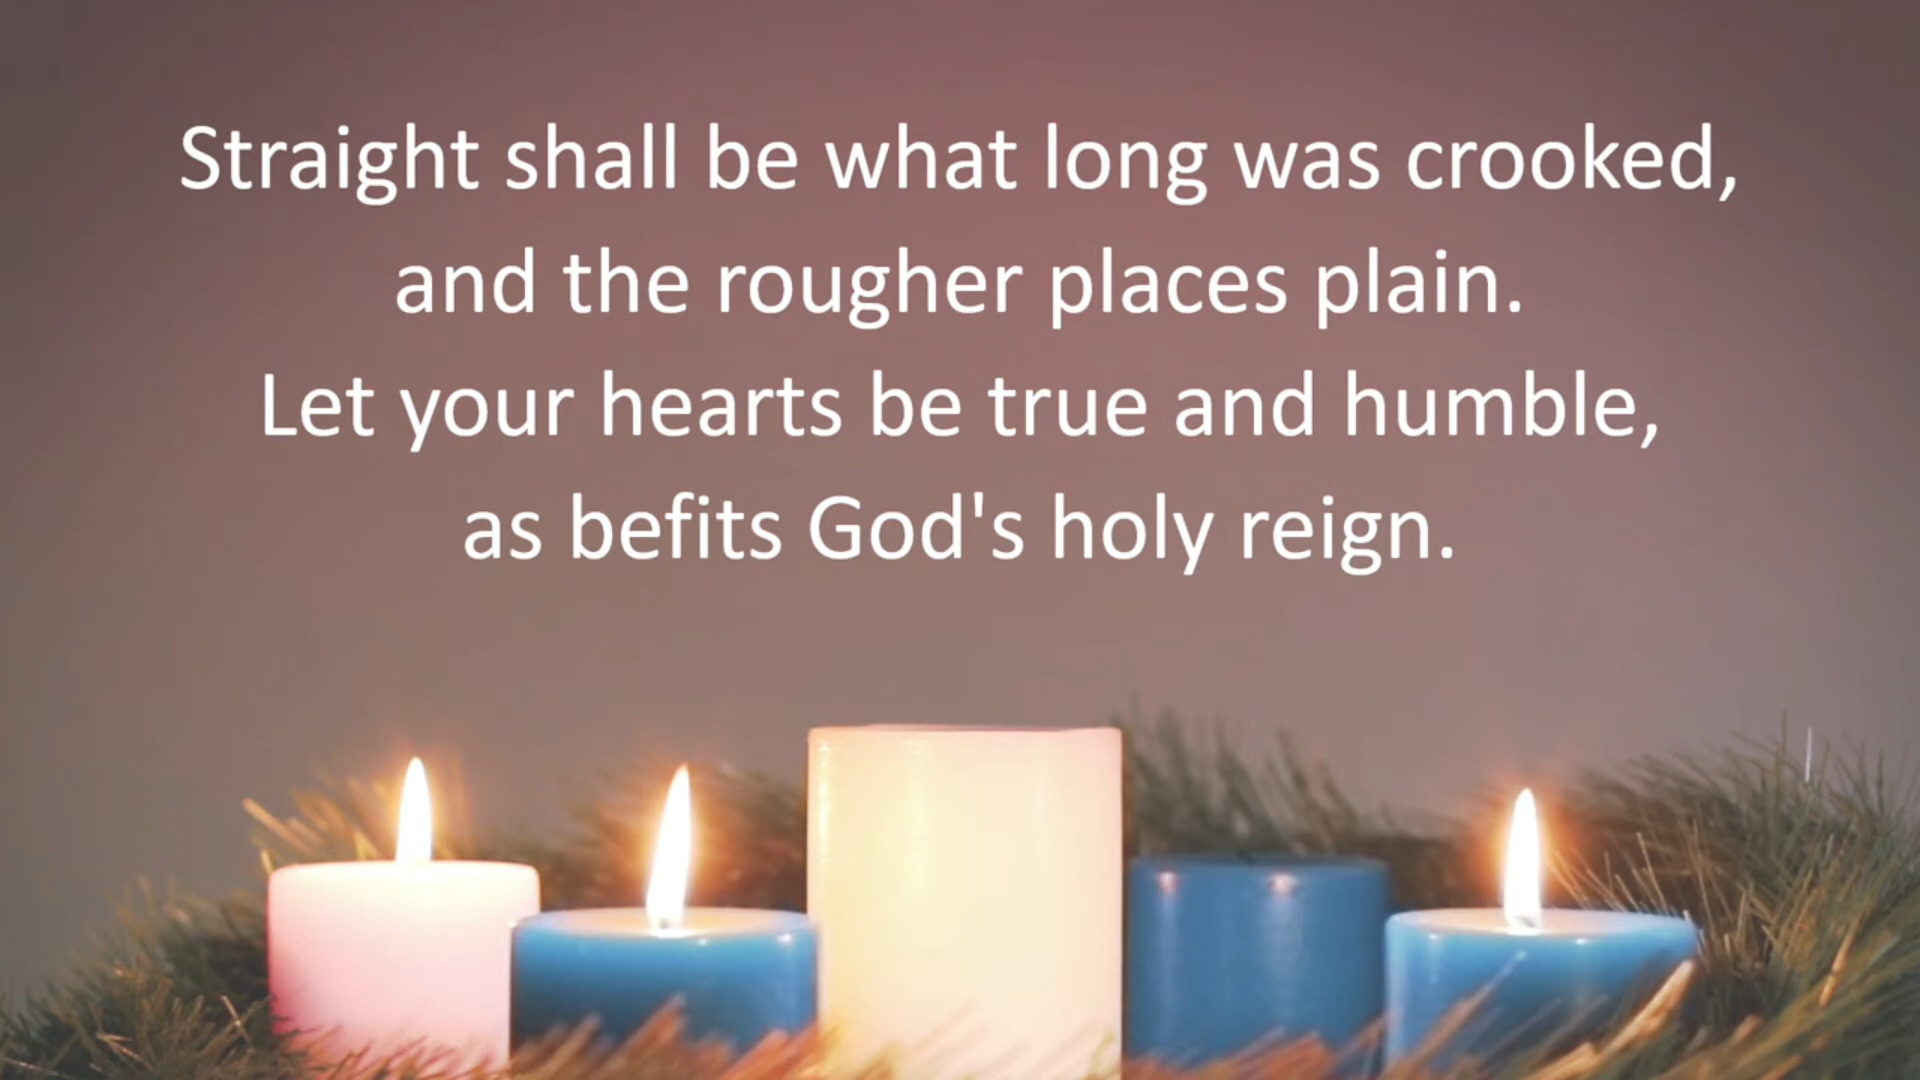 Straight shall be what long was crooked,
and the rougher places plain.
Let your hearts be true and humble,
as befits God's holy reign.